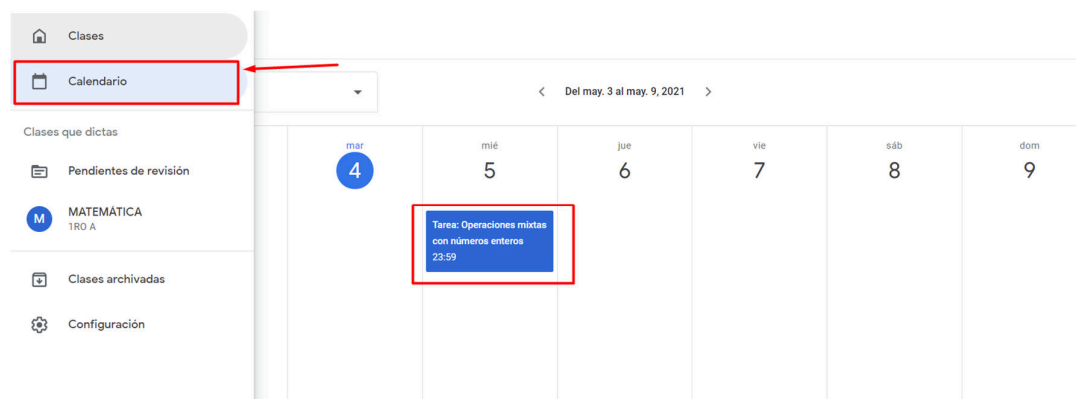 Clases
Calendario
Clases que dictas
Pendientes de revisión
M
MATEMÁTICA
1RO A
Clases archivadas
Configuración
Del may. 3 al may. 9, 2021
mar
4
mié
5
jue
6
vie
7
sáb
8
dom
9
Tarea: Operaciones mixtas
con números enteros
23:59